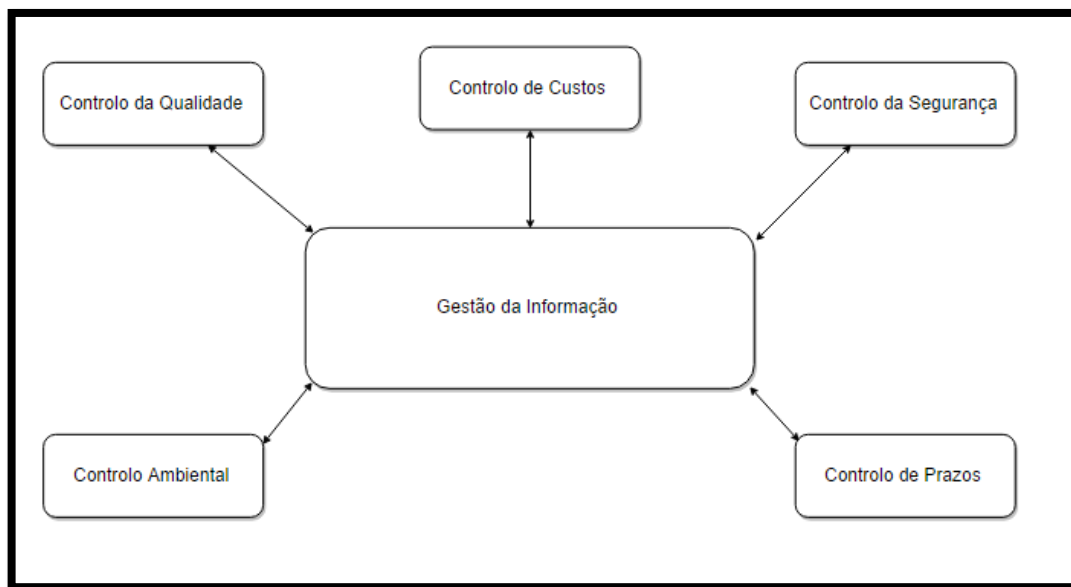 Controlo de Custos
Controlo da Qualidade
Controlo da Segurança
Gestão da Informação
Controlo Ambiental
Controlo de Prazos